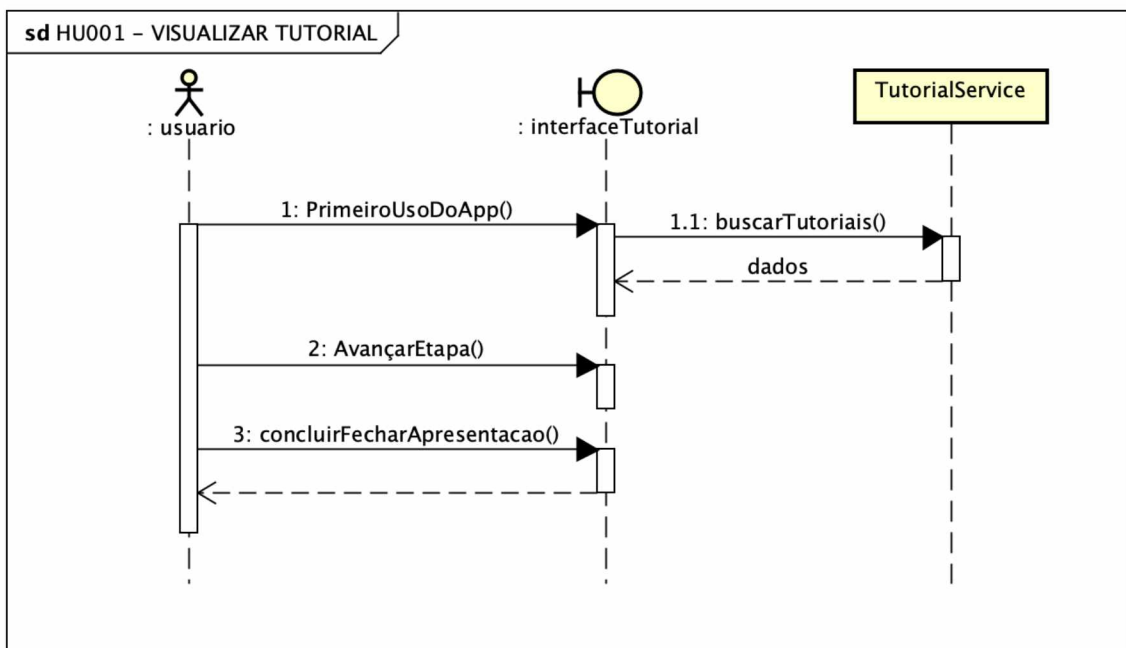 sd HU001 – VISUALIZAR TUTORIAL
: usuario
: interfaceTutorial
TutorialService
1: PrimeiroUsoDoApp()
1.1: buscarTutoriais()
dados
2: AvançarEtapa()
3: concluirFecharApresentacao()